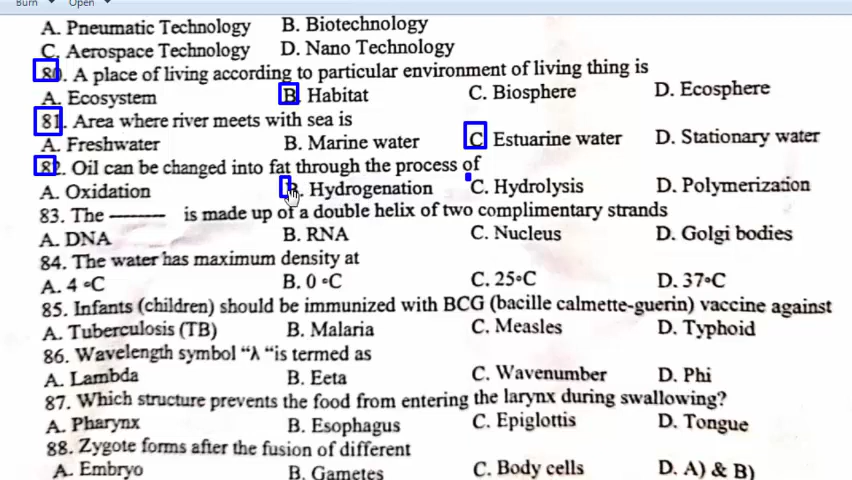 Burn Open
A. Pneumatic Technology B. Biotechnology
C. Aerospace Technology D. Nano Technology
80. A place of living according to particular environment of living thing is
A. Ecosystem B. Habitat C. Biosphere D. Ecosphere
81. Area where river meets with sea is
A. Freshwater B. Marine water C. Estuarine water D. Stationary water
82. Oil can be changed into fat through the process of
A. Oxidation B. Hydrogenation C. Hydrolysis D. Polymerization
83. The -------- is made up of a double helix of two complimentary strands
A. DNA B. RNA C. Nucleus D. Golgi bodies
84. The water has maximum density at
A. 4 °C B. 0 °C C. 25°C D. 37°C
85. Infants (children) should be immunized with BCG (bacille calmette-guerin) vaccine against
A. Tuberculosis (TB) B. Malaria C. Measles D. Typhoid
86. Wavelength symbol “λ “is termed as
A. Lambda B. Eeta C. Wavenumber D. Phi
87. Which structure prevents the food from entering the larynx during swallowing?
A. Pharynx B. Esophagus C. Epiglottis D. Tongue
88. Zygote forms after the fusion of different
A. Embryo B. Gametes C. Body cells D. A) & B)